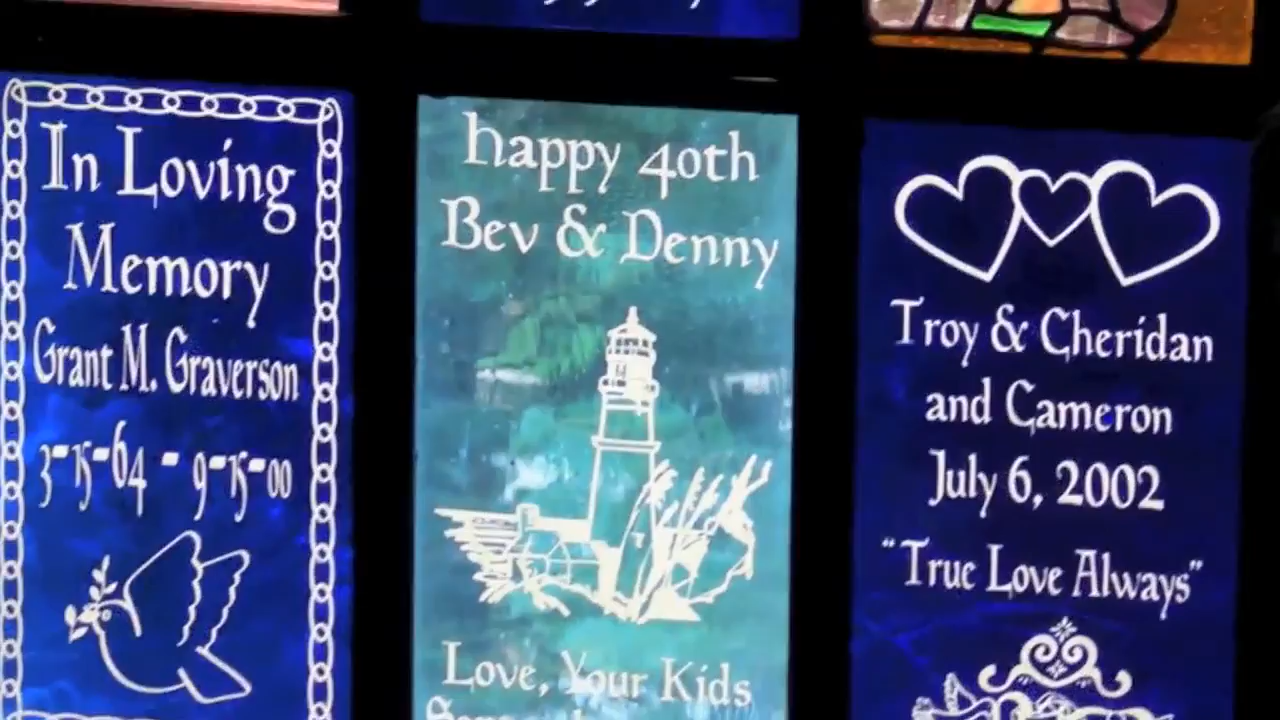 In Loving
Memory
Grant M. Graverson
3-15-64 - 9-15-00
happy 40th
Bev & Denny
Love, Your Kids
Troy & Cheridan
and Cameron
July 6, 2002
"True Love Always"